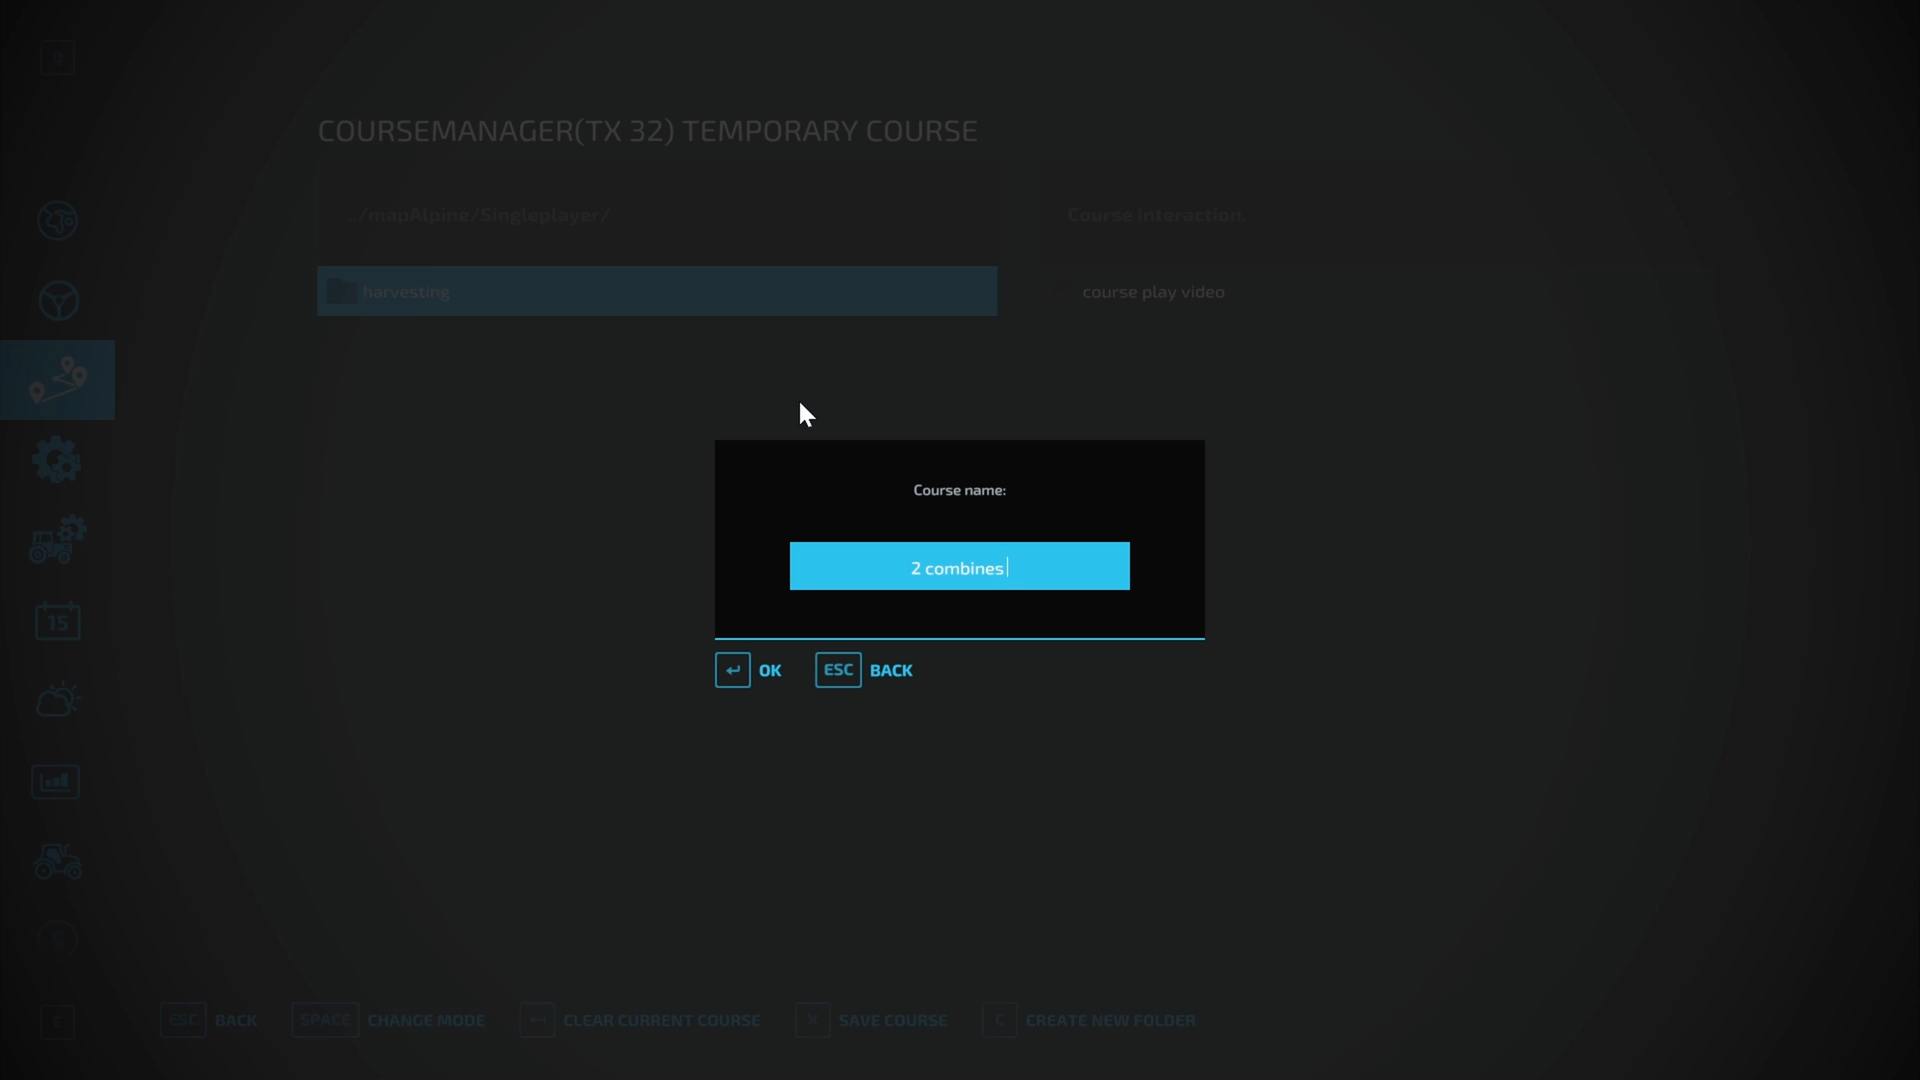 Q
COURSEMANAGER(TX 32) TEMPORARY COURSE
../mapAlpine/Singleplayer/
Course Interaction.
harvesting
course play video
Course name:
2 combines
OK
ESC BACK
15
E
ESC BACK
SPACE CHANGE MODE
CLEAR CURRENT COURSE
X SAVE COURSE
C CREATE NEW FOLDER